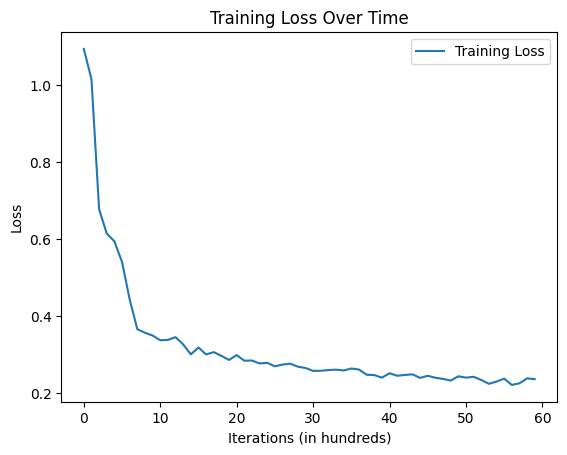 Training Loss Over Time
Training Loss
1.0
0.8
0.6
0.4
0.2
Loss
0 10 20 30 40 50 60
Iterations (in hundreds)